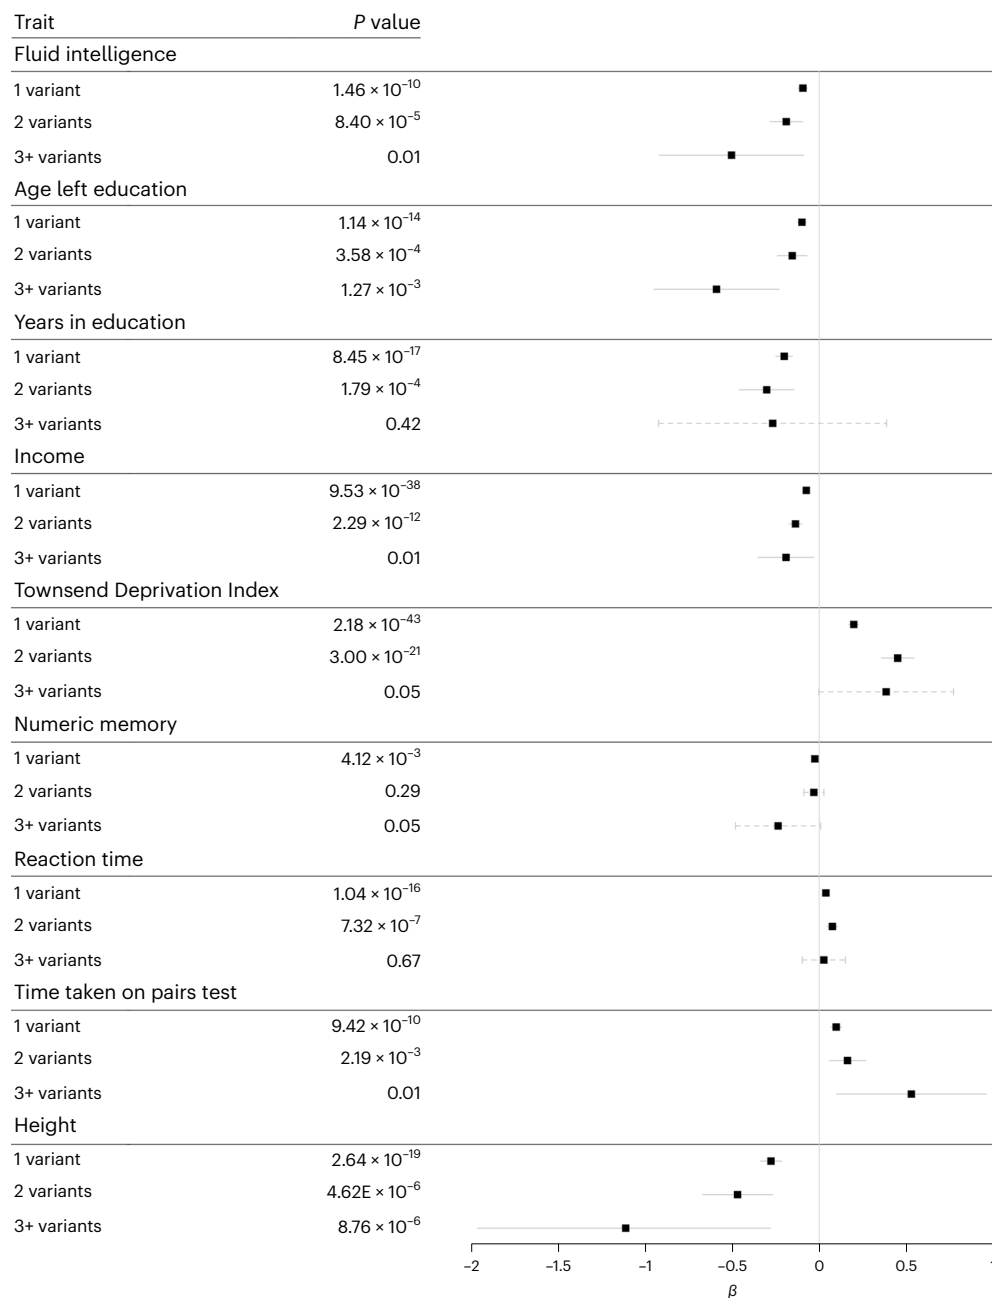 Trait P value
Fluid intelligence
1 variant 1.46 × 10⁻¹⁰
2 variants 8.40 × 10⁻⁵
3+ variants 0.01
Age left education
1 variant 1.14 × 10⁻¹⁴
2 variants 3.58 × 10⁻⁴
3+ variants 1.27 × 10⁻³
Years in education
1 variant 8.45 × 10⁻¹⁷
2 variants 1.79 × 10⁻⁴
3+ variants 0.42
Income
1 variant 9.53 × 10⁻³⁸
2 variants 2.29 × 10⁻¹²
3+ variants 0.01
Townsend Deprivation Index
1 variant 2.18 × 10⁻⁴³
2 variants 3.00 × 10⁻²¹
3+ variants 0.05
Numeric memory
1 variant 4.12 × 10⁻³
2 variants 0.29
3+ variants 0.05
Reaction time
1 variant 1.04 × 10⁻¹⁶
2 variants 7.32 × 10⁻⁷
3+ variants 0.67
Time taken on pairs test
1 variant 9.42 × 10⁻¹⁰
2 variants 2.19 × 10⁻³
3+ variants 0.01
Height
1 variant 2.64 × 10⁻¹⁹
2 variants 4.62E × 10⁻⁶
3+ variants 8.76 × 10⁻⁶
−2 −1.5 −1 −0.5 0 0.5
β